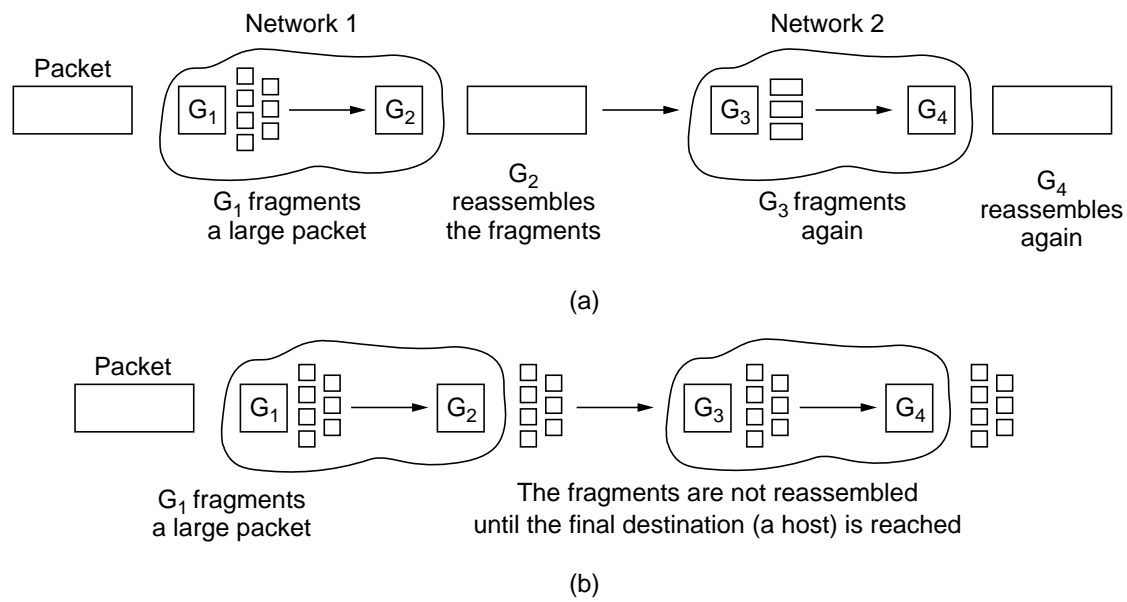 Network 1
Network 2
Packet
G1
G2
G3
G4
G1 fragments
a large packet
G2
reassembles
the fragments
G3 fragments
again
G4
reassembles
again
(a)
Packet
G1
G2
G3
G4
G1 fragments
a large packet
The fragments are not reassembled
until the final destination (a host) is reached
(b)